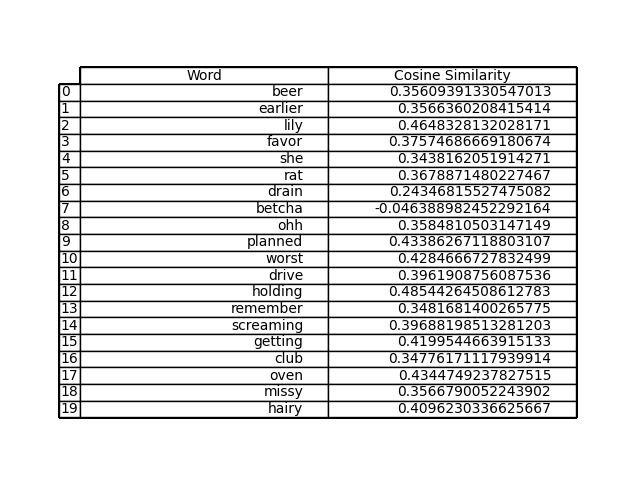 Word Cosine Similarity
0 beer 0.35609391330547013
1 earlier 0.3566360208415414
2 lily 0.4648328132028171
3 favor 0.37574686669180674
4 she 0.3438162051914271
5 rat 0.3678871480227467
6 drain 0.24346815527475082
7 betcha -0.046388982452292164
8 ohh 0.3584810503147149
9 planned 0.43386267118803107
10 worst 0.4284666727832499
11 drive 0.3961908756087536
12 holding 0.48544264508612783
13 remember 0.3481681400265775
14 screaming 0.39688198513281203
15 getting 0.4199544663915133
16 club 0.34776171117939914
17 oven 0.4344749237827515
18 missy 0.3566790052243902
19 hairy 0.4096230336625667